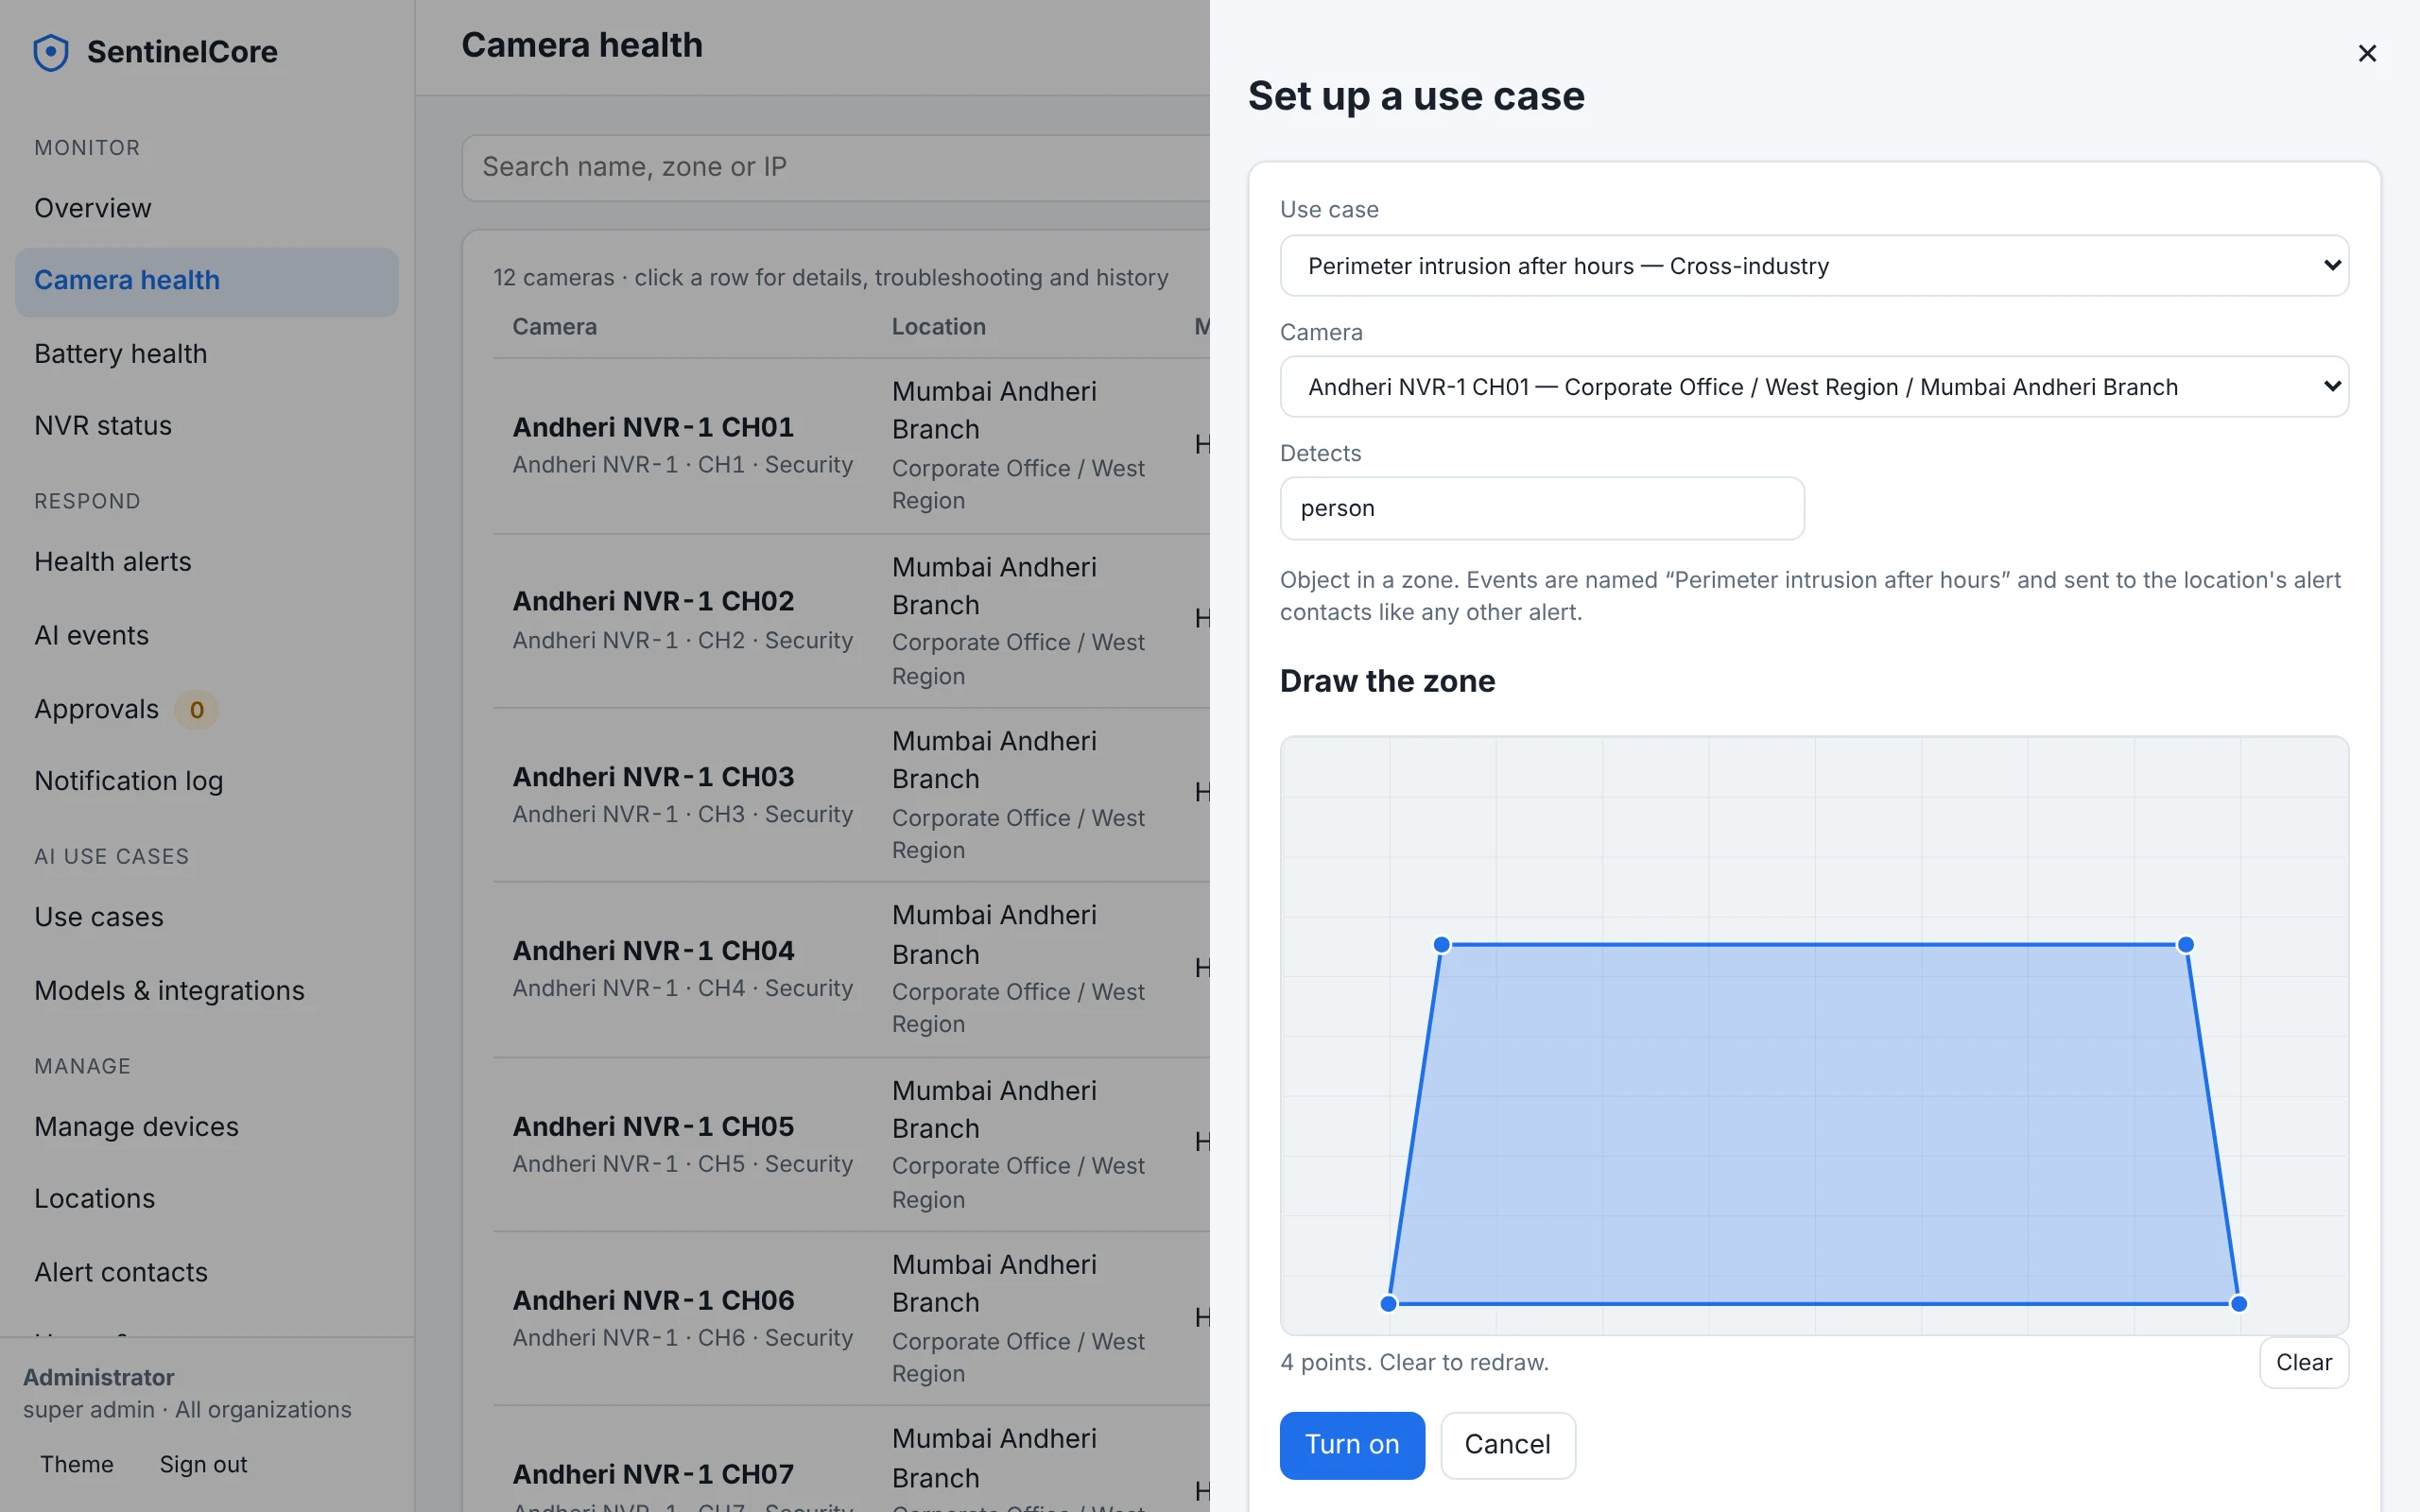 SentinelCore
MONITOR
Overview
Camera health
Battery health
NVR status
RESPOND
Health alerts
AI events
Approvals 0
Notification log
AI USE CASES
Use cases
Models & integrations
MANAGE
Manage devices
Locations
Alert contacts
Administrator
super admin · All organizations
Theme Sign out
Camera health
Search name, zone or IP
12 cameras · click a row for details, troubleshooting and history
Camera Location
Andheri NVR-1 CH01
Andheri NVR-1 · CH1 · Security
Mumbai Andheri
Branch
Corporate Office / West
Region
Andheri NVR-1 CH02
Andheri NVR-1 · CH2 · Security
Mumbai Andheri
Branch
Corporate Office / West
Region
Andheri NVR-1 CH03
Andheri NVR-1 · CH3 · Security
Mumbai Andheri
Branch
Corporate Office / West
Region
Andheri NVR-1 CH04
Andheri NVR-1 · CH4 · Security
Mumbai Andheri
Branch
Corporate Office / West
Region
Andheri NVR-1 CH05
Andheri NVR-1 · CH5 · Security
Mumbai Andheri
Branch
Corporate Office / West
Region
Andheri NVR-1 CH06
Andheri NVR-1 · CH6 · Security
Mumbai Andheri
Branch
Corporate Office / West
Region
Andheri NVR-1 CH07
Andheri NVR-1 · CH7 · Security
Mumbai Andheri
Branch
Corporate Office / West
Set up a use case
Use case
Perimeter intrusion after hours — Cross-industry
Camera
Andheri NVR-1 CH01 — Corporate Office / West Region / Mumbai Andheri Branch
Detects
person
Object in a zone. Events are named “Perimeter intrusion after hours” and sent to the location's alert
contacts like any other alert.
Draw the zone
4 points. Clear to redraw.
Clear
Turn on Cancel